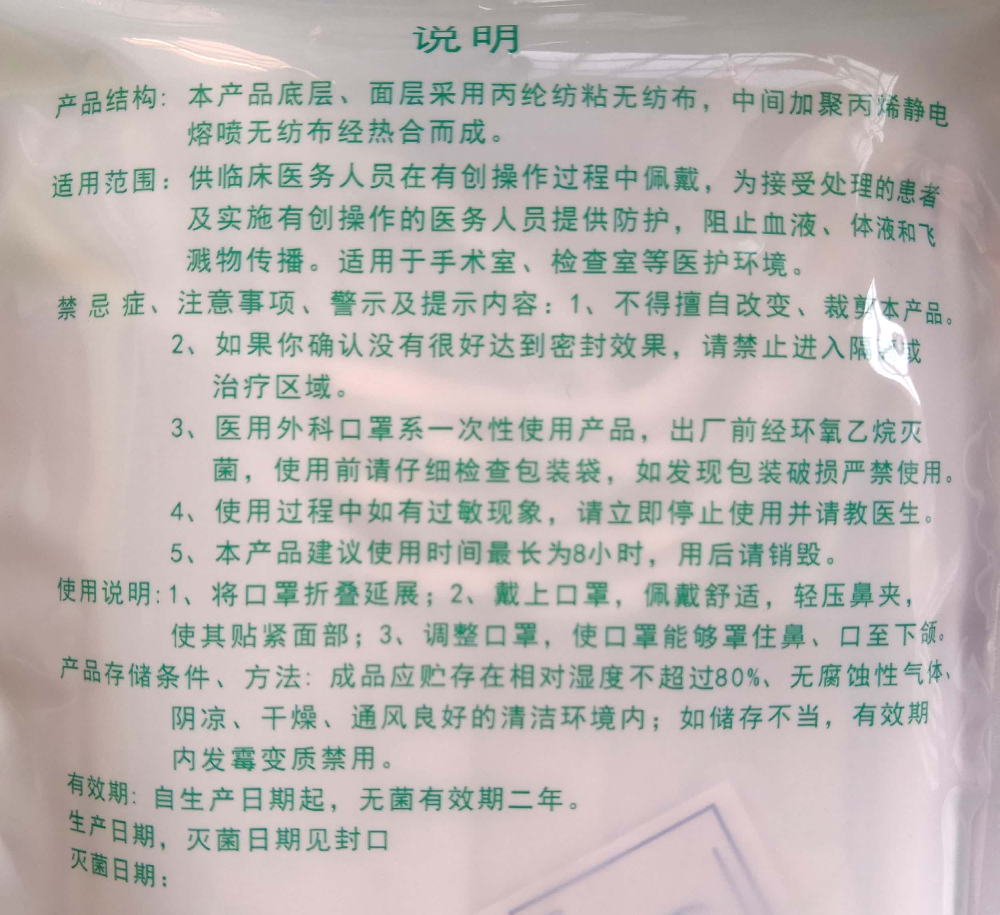 说明
产品结构：本产品底层、面层采用丙纶纺粘无纺布，中间加聚丙烯静电
熔喷无纺布经热合而成。
适用范围：供临床医务人员在有创操作过程中佩戴，为接受处理的患者
及实施有创操作的医务人员提供防护，阻止血液、体液和飞
溅物传播。适用于手术室、检查室等医护环境。
禁忌症、注意事项、警示及提示内容：1、不得擅自改变、裁剪本产品。
2、如果你确认没有很好达到密封效果，请禁止进入隔离或
治疗区域。
3、医用外科口罩系一次性使用产品，出厂前经环氧乙烷灭
菌，使用前请仔细检查包装袋，如发现包装破损严禁使用。
4、使用过程中如有过敏现象，请立即停止使用并请教医生。
5、本产品建议使用时间最长为8小时，用后请销毁。
使用说明：1、将口罩折叠延展；2、戴上口罩，佩戴舒适，轻压鼻夹，
使其贴紧面部；3、调整口罩，使口罩能够罩住鼻、口至下颌。
产品存储条件、方法：成品应贮存在相对湿度不超过80%、无腐蚀性气体、
阴凉、干燥、通风良好的清洁环境内；如储存不当，有效期
内发霉变质禁用。
有效期：自生产日期起，无菌有效期二年。
生产日期，灭菌日期见封口
灭菌日期：